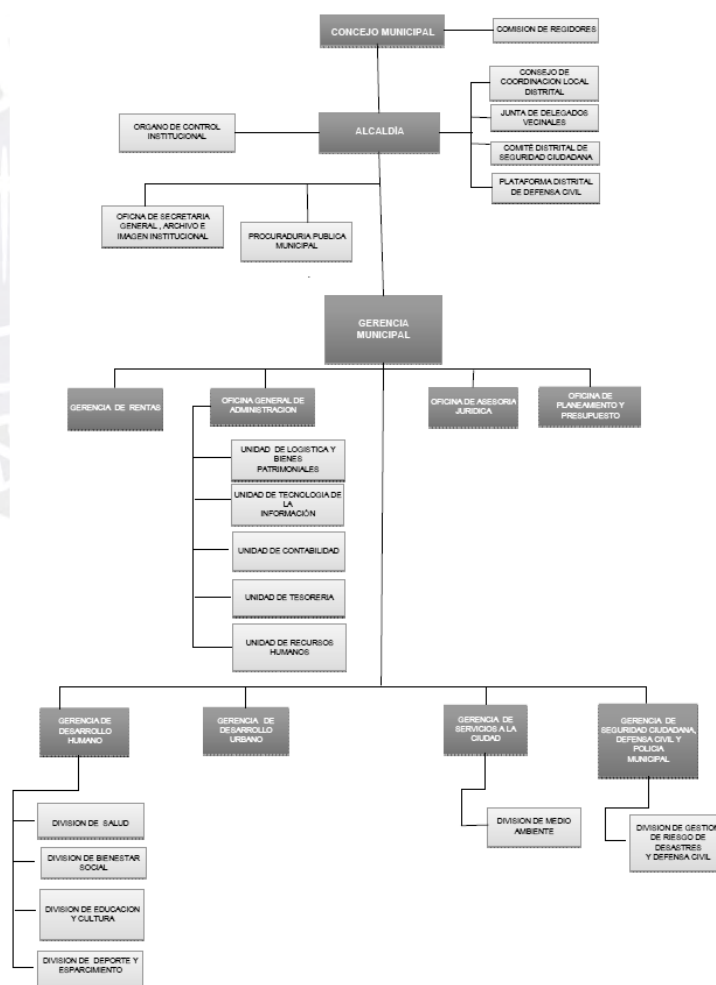 CONCEJO MUNICIPAL
COMISION DE REGIDORES
CONSEJO DE
COORDINACION LOCAL
DISTRITAL
ORGANO DE CONTROL
INSTITUCIONAL
ALCALDÍA
JUNTA DE DELEGADOS
VECINALES
COMITÉ DISTRITAL DE
SEGURIDAD CIUDADANA
PLATAFORMA DISTRITAL
DE DEFENSA CIVIL
OFICNA DE SECRETARIA
GENERAL , ARCHIVO E
IMAGEN INSTITUCIONAL
PROCURADURIA PUBLICA
MUNICIPAL
GERENCIA
MUNICIPAL
GERENCIA DE RENTAS
OFICINA GENERAL DE
ADMINISTRACION
OFICINA DE ASESORIA
JURIDICA
OFICINA DE
PLANEAMIENTO Y
PRESUPUESTO
UNIDAD DE LOGISTICA Y
BIENES
PATRIMONIALES
UNIDAD DE TECNOLOGIA DE
LA
INFORMACIÓN
UNIDAD DE CONTABILIDAD
UNIDAD DE TESORERIA
UNIDAD DE RECURSOS
HUMANOS
GERENCIA DE
DESARROLLO
HUMANO
GERENCIA DE
DESARROLLO
URBANO
GERENCIA DE
SERVICIOS A LA
CIUDAD
GERENCIA DE
SEGURIDAD CIUDADANA,
DEFENSA CIVIL Y
POLICIA
MUNICIPAL
DIVISION DE SALUD
DIVISION DE BIENESTAR
SOCIAL
DIVISION DE EDUCACION
Y CULTURA
DIVISION DE DEPORTE Y
ESPARCIMIENTO
DIVISION DE MEDIO
AMBIENTE
DIVISION DE GESTION
DE RIESGO DE
DESASTRES
Y DEFENSA CIVIL